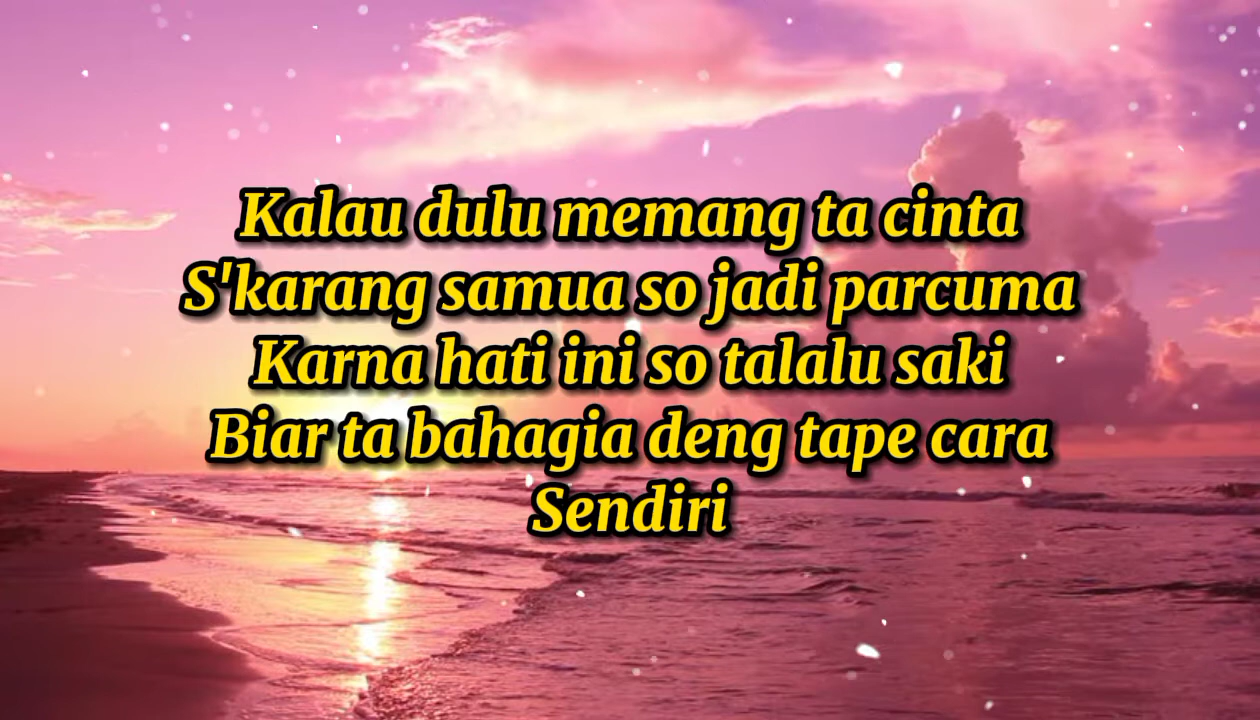 Kalau dulu memang ta cinta
S'karang samua so jadi parcuma
Karna hati ini so talalu saki
Biar ta bahagia deng tape cara
Sendiri